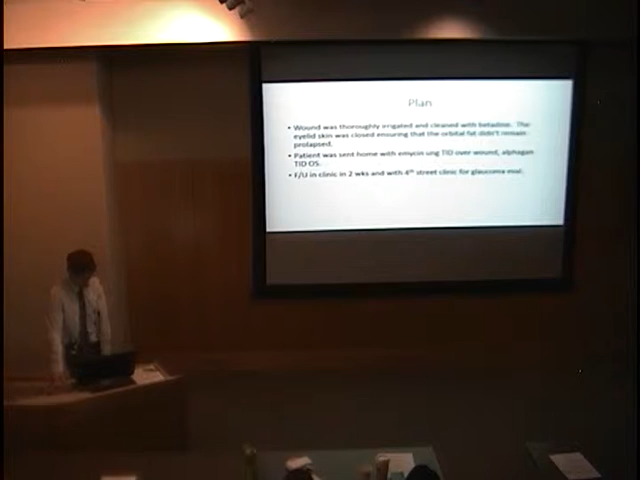 Plan
• Wound was thoroughly irrigated and cleaned with betadine. The
eyelid skin was closed ensuring that the orbital fat didn't remain
prolapsed.
• Patient was sent home with emycin ung TID over wound, alphagan
TID OS.
• F/U in clinic in 2 wks and with 4th street clinic for glaucoma eval.